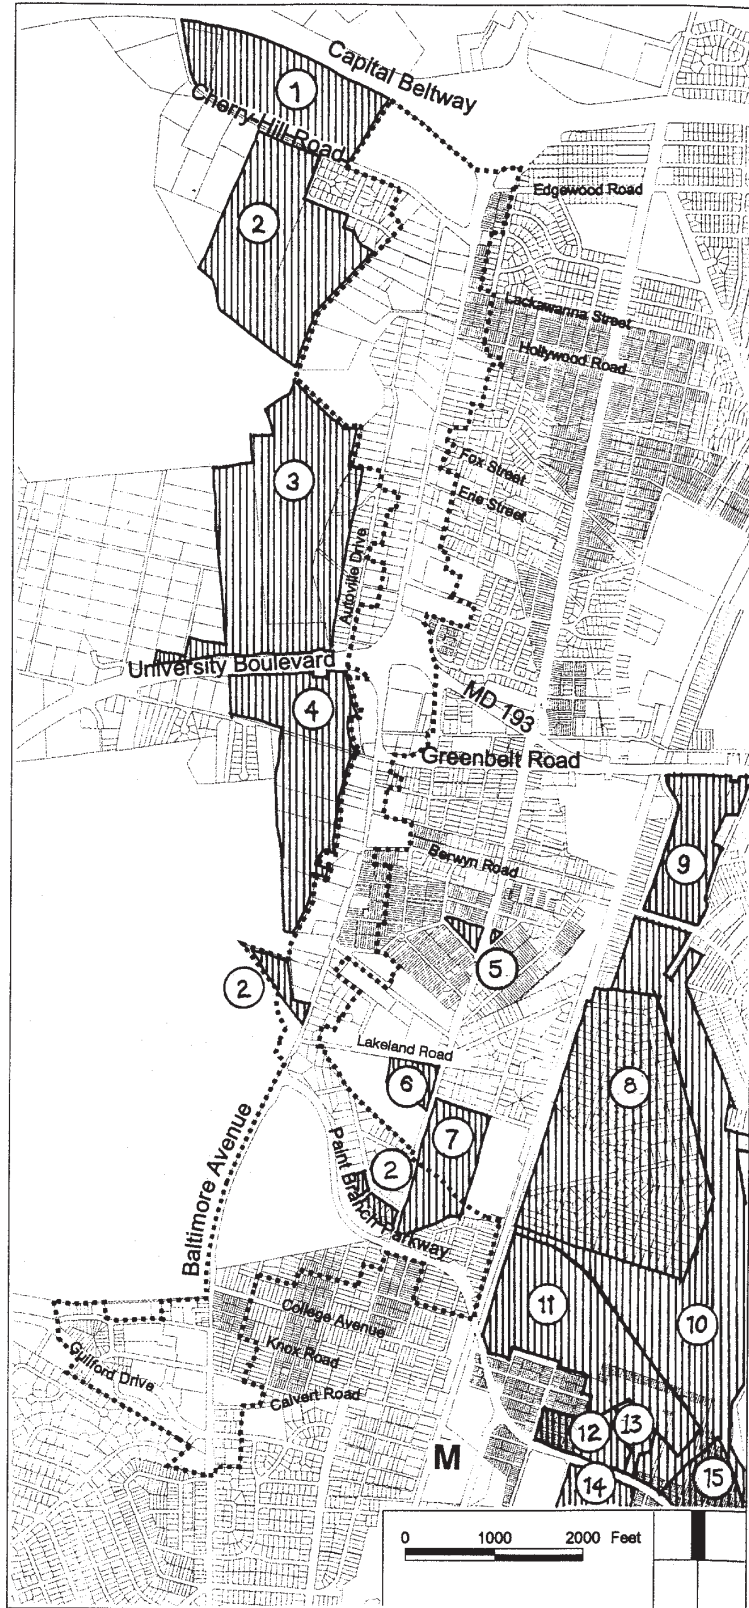 Capital Beltway
1
Cherry Hill Road
Edgewood Road
2
Lackawanna Street
Hollywood Road
3
Fox Street
Erie Street
Autoville Drive
University Boulevard
4
MD 193
Greenbelt Road
9
Berwyn Road
5
2
Lakeland Road
6
8
7
Paint Branch Parkway
2
Baltimore Avenue
11
10
College Avenue
Knox Road
Guilford Drive
Calvert Road
12
13
M
14
15
0 1000 2000 Feet